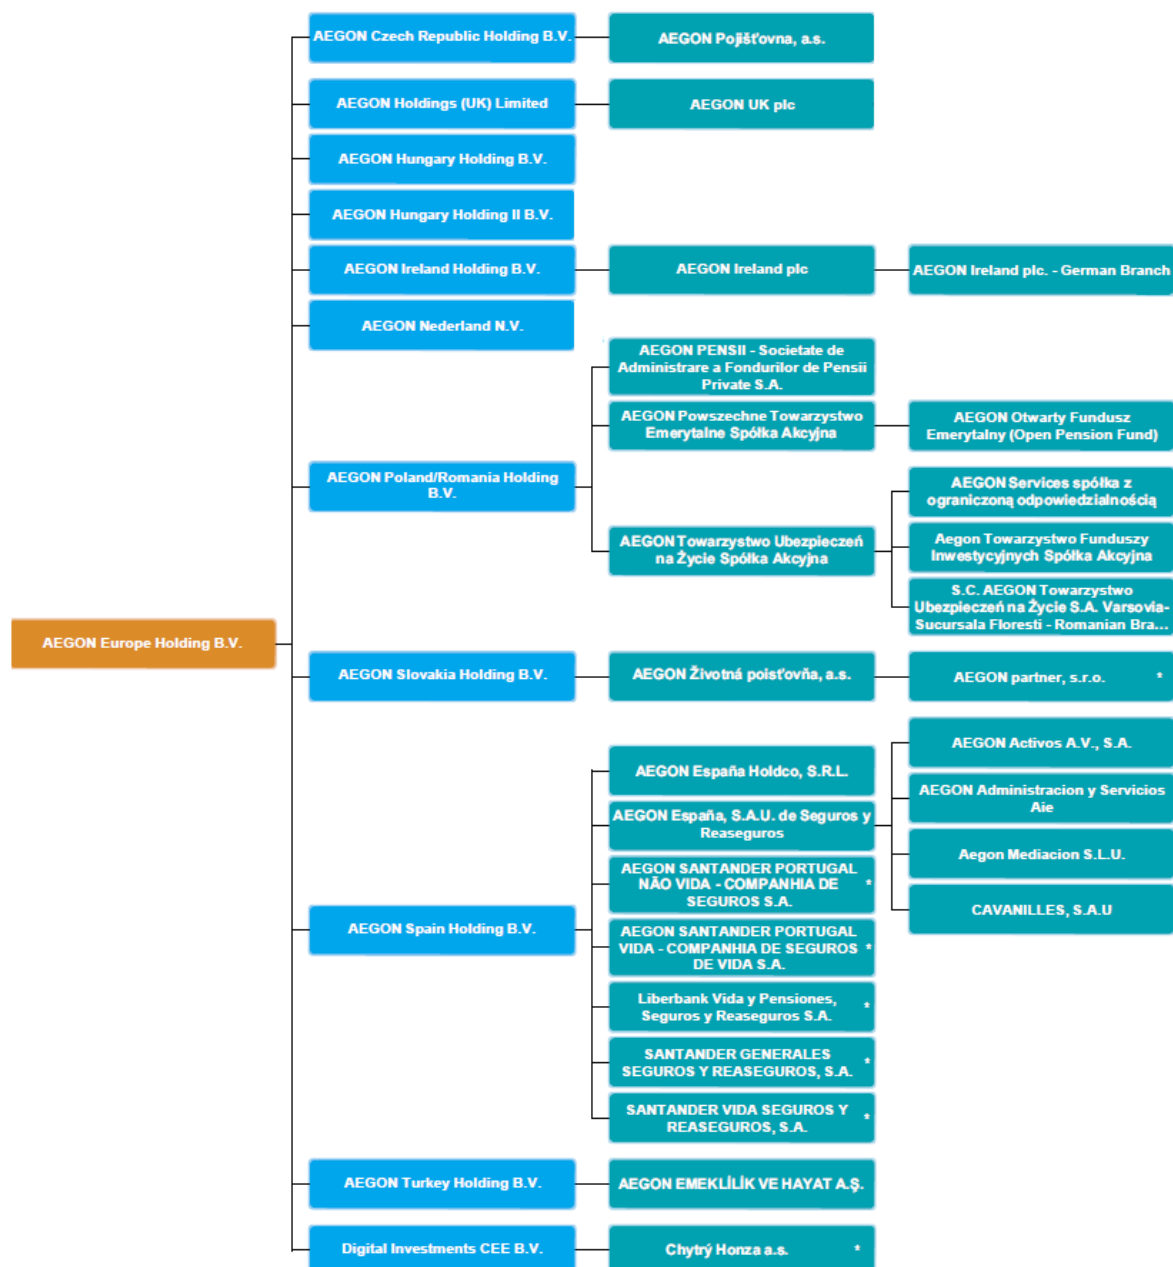 AEGON Czech Republic Holding B.V.
AEGON Pojišťovna, a.s.
AEGON Holdings (UK) Limited
AEGON UK plc
AEGON Hungary Holding B.V.
AEGON Hungary Holding II B.V.
AEGON Ireland Holding B.V.
AEGON Ireland plc
AEGON Ireland plc. - German Branch
AEGON Nederland N.V.
AEGON Poland/Romania Holding
B.V.
AEGON PENSII - Societate de
Administrare a Fondurilor de Pensii
Private S.A.
AEGON Powszechne Towarzystwo
Emerytalne Spółka Akcyjna
AEGON Otwarty Fundusz
Emerytalny (Open Pension Fund)
AEGON Towarzystwo Ubezpieczeń
na Życie Spółka Akcyjna
AEGON Services spółka z
ograniczoną odpowiedzialnością
Aegon Towarzystwo Funduszy
Inwestycyjnych Spółka Akcyjna
S.C. AEGON Towarzystwo
Ubezpieczeń na Życie S.A. Varsovia-
Sucursala Floresti - Romanian Bra...
AEGON Europe Holding B.V.
AEGON Slovakia Holding B.V.
AEGON Životná poisťovňa, a.s.
AEGON partner, s.r.o. *
AEGON Spain Holding B.V.
AEGON España Holdco, S.R.L.
AEGON España, S.A.U. de Seguros y
Reaseguros
AEGON Activos A.V., S.A.
AEGON Administracion y Servicios
Aie
Aegon Mediacion S.L.U.
CAVANILLES, S.A.U
AEGON SANTANDER PORTUGAL
NÃO VIDA - COMPANHIA DE *
SEGUROS S.A.
AEGON SANTANDER PORTUGAL
VIDA - COMPANHIA DE SEGUROS *
DE VIDA S.A.
Liberbank Vida y Pensiones, *
Seguros y Reaseguros S.A.
SANTANDER GENERALES *
SEGUROS Y REASEGUROS, S.A.
SANTANDER VIDA SEGUROS Y *
REASEGUROS, S.A.
AEGON Turkey Holding B.V.
AEGON EMEKLİLİK VE HAYAT A.Ş.
Digital Investments CEE B.V.
Chytrý Honza a.s. *